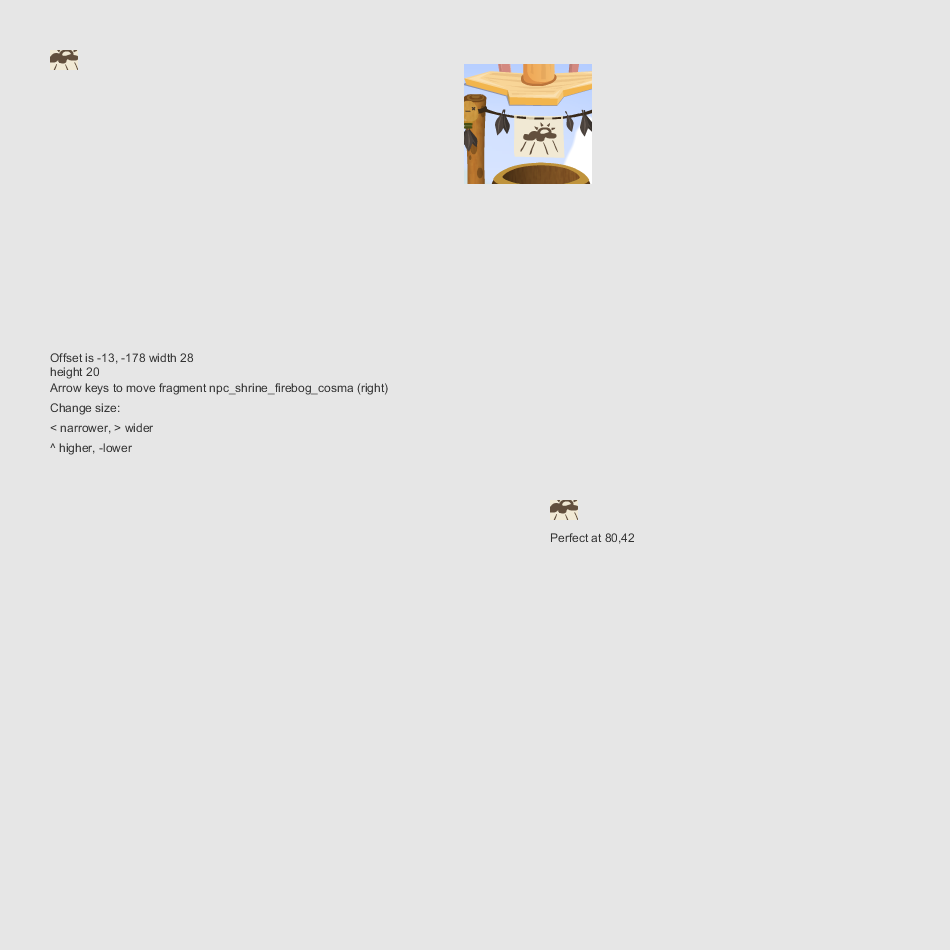 Offset is -13, -178 width 28
height 20
Arrow keys to move fragment npc_shrine_firebog_cosma (right)
Change size:
< narrower, > wider
^ higher, -lower
Perfect at 80,42